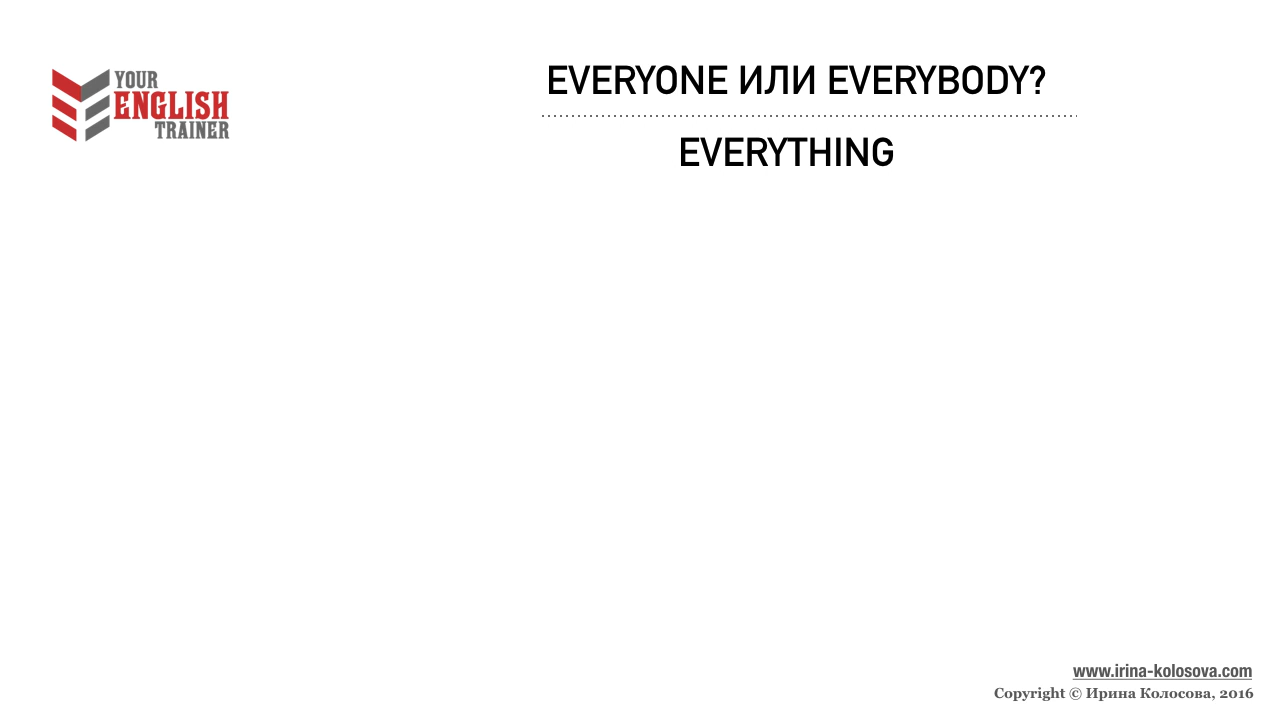 YOUR
ENGLISH
TRAINER
EVERYONE ИЛИ EVERYBODY?
EVERYTHING
www.irina-kolosova.com
Copyright © Ирина Колосова, 2016